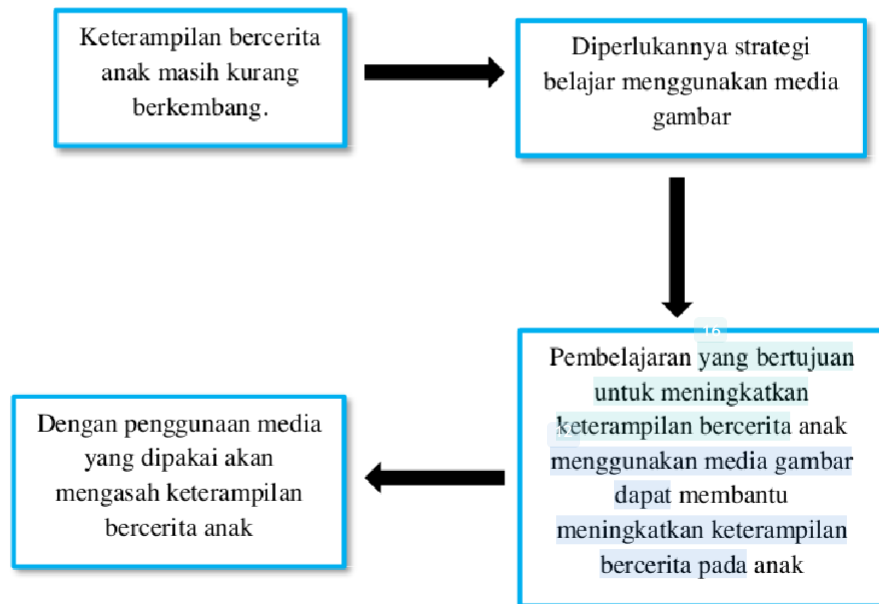 Keterampilan bercerita
anak masih kurang
berkembang.
Diperlukannya strategi
belajar menggunakan media
gambar
16
Pembelajaran yang bertujuan
untuk meningkatkan
keterampilan bercerita anak
menggunakan media gambar
dapat membantu
meningkatkan keterampilan
bercerita pada anak
Dengan penggunaan media
yang dipakai akan
mengasah keterampilan
bercerita anak